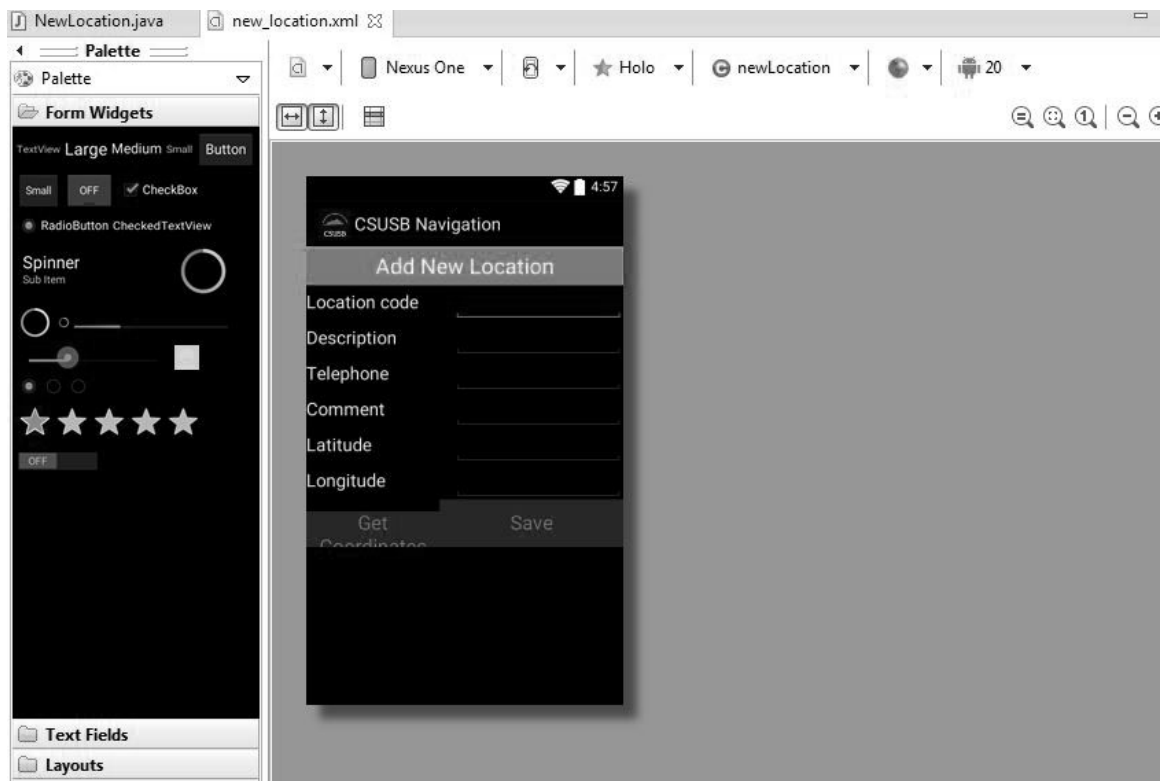 NewLocation.java new_location.xml
Palette
Palette
Form Widgets
TextView Large Medium Small Button
Small OFF CheckBox
RadioButton CheckedTextView
Spinner
Sub Item
OFF
Text Fields
Layouts
Nexus One Holo newLocation 20
4:57
CSUSB CSUSB Navigation
Add New Location
Location code
Description
Telephone
Comment
Latitude
Longitude
Get Save
Coordinates